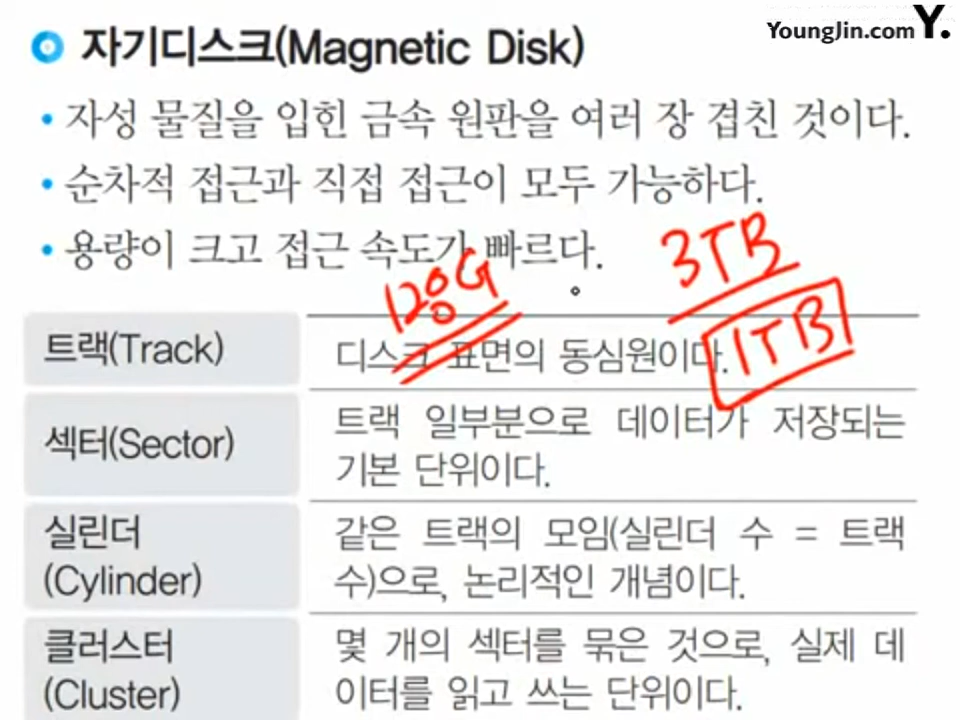 YoungJin.com Y.
자기디스크(Magnetic Disk)
• 자성 물질을 입힌 금속 원판을 여러 장 겹친 것이다.
• 순차적 접근과 직접 접근이 모두 가능하다.
• 용량이 크고 접근 속도가 빠르다.
3TB
120G
1TB
트랙(Track)
디스크 표면의 동심원이다.
섹터(Sector)
트랙 일부분으로 데이터가 저장되는
기본 단위이다.
실린더
(Cylinder)
같은 트랙의 모임(실린더 수 = 트랙
수)으로, 논리적인 개념이다.
클러스터
(Cluster)
몇 개의 섹터를 묶은 것으로, 실제 데
이터를 읽고 쓰는 단위이다.